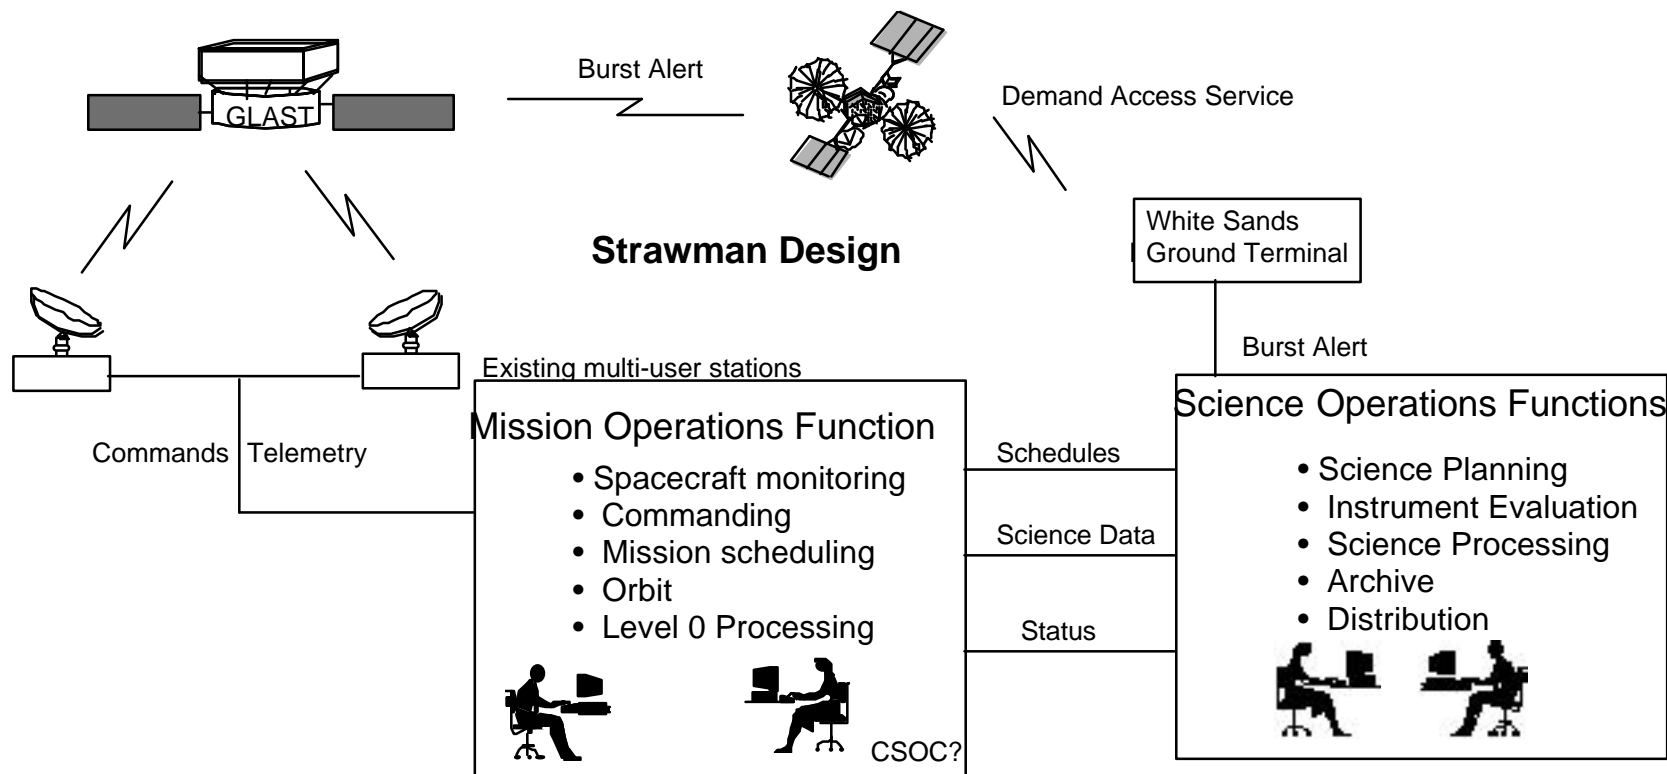 GLAST
Burst Alert
Demand Access Service
White Sands
Ground Terminal
Strawman Design
Burst Alert
Existing multi-user stations
Commands
Telemetry
Mission Operations Function
• Spacecraft monitoring
• Commanding
• Mission scheduling
• Orbit
• Level 0 Processing
CSOC?
Schedules
Science Data
Status
Science Operations Functions
• Science Planning
• Instrument Evaluation
• Science Processing
• Archive
• Distribution